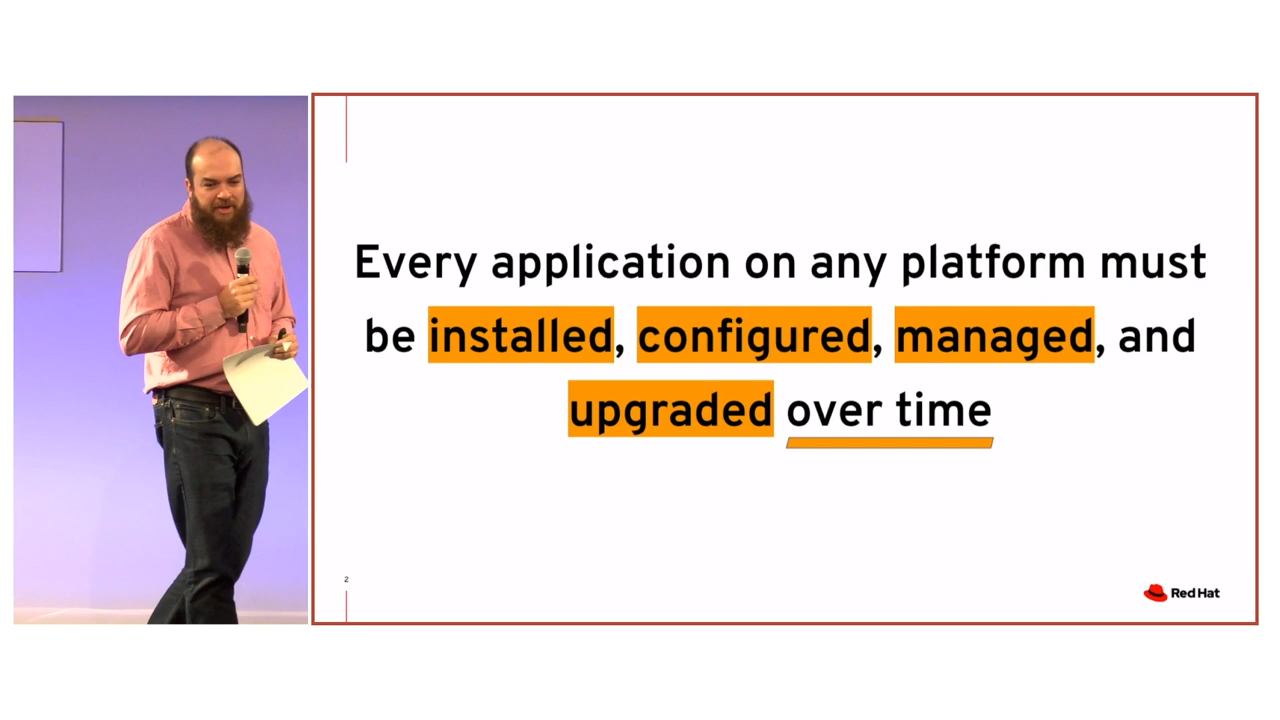 Every application on any platform must
be installed, configured, managed, and
upgraded over time
2
Red Hat